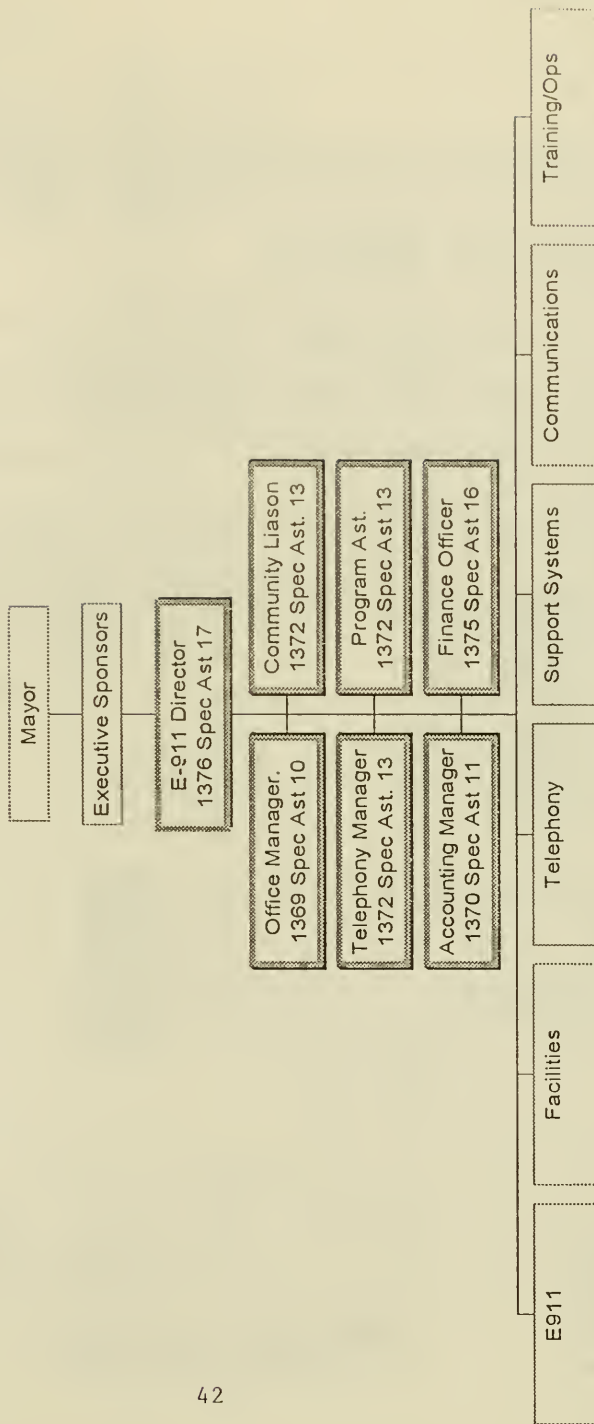 Mayor
Executive Sponsors
E-911 Director
1376 Spec Ast 17
Office Manager.
1369 Spec Ast 10
Community Liason
1372 Spec Ast. 13
Telephony Manager
1372 Spec Ast. 13
Program Ast.
1372 Spec Ast 13
Accounting Manager
1370 Spec Ast 11
Finance Officer
1375 Spec Ast 16
E911
Facilities
Telephony
Support Systems
Communications
Training/Ops
42